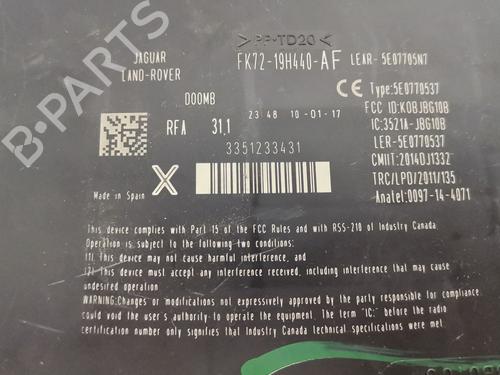 >PP-TD20<
JAGUAR
LAND-ROVER
FK72-19H440-AF LEAR-5E07705N7
D00MB
CE Type:5E0770537
23:48 10-01-17
FCC ID:KOBJBG10B
RFA 31.1
IC:3521A-JBG10B
3351233431
LER-5E0770537
CMIIT:2014DJ1332
TRC/LPD/2011/135
Made in Spain
X
Anatel:0097-14-4071
This device complies with Part 15 of the FCC Rules and with RSS-210 of Industry Canada.
Operation is subject to the following two conditions:
(1) This device may not cause harmful interference, and
(2) This device must accept any interference received, including interference that may cause
undesired operation
WARNING:Changes or modifications not expressively approved by the party responsible for compliance
could void the user's authority to operate the equipment. The term "IC:" before the radio
certification number only signifies that Industry Canada technical specifications were met.
B-PARTS